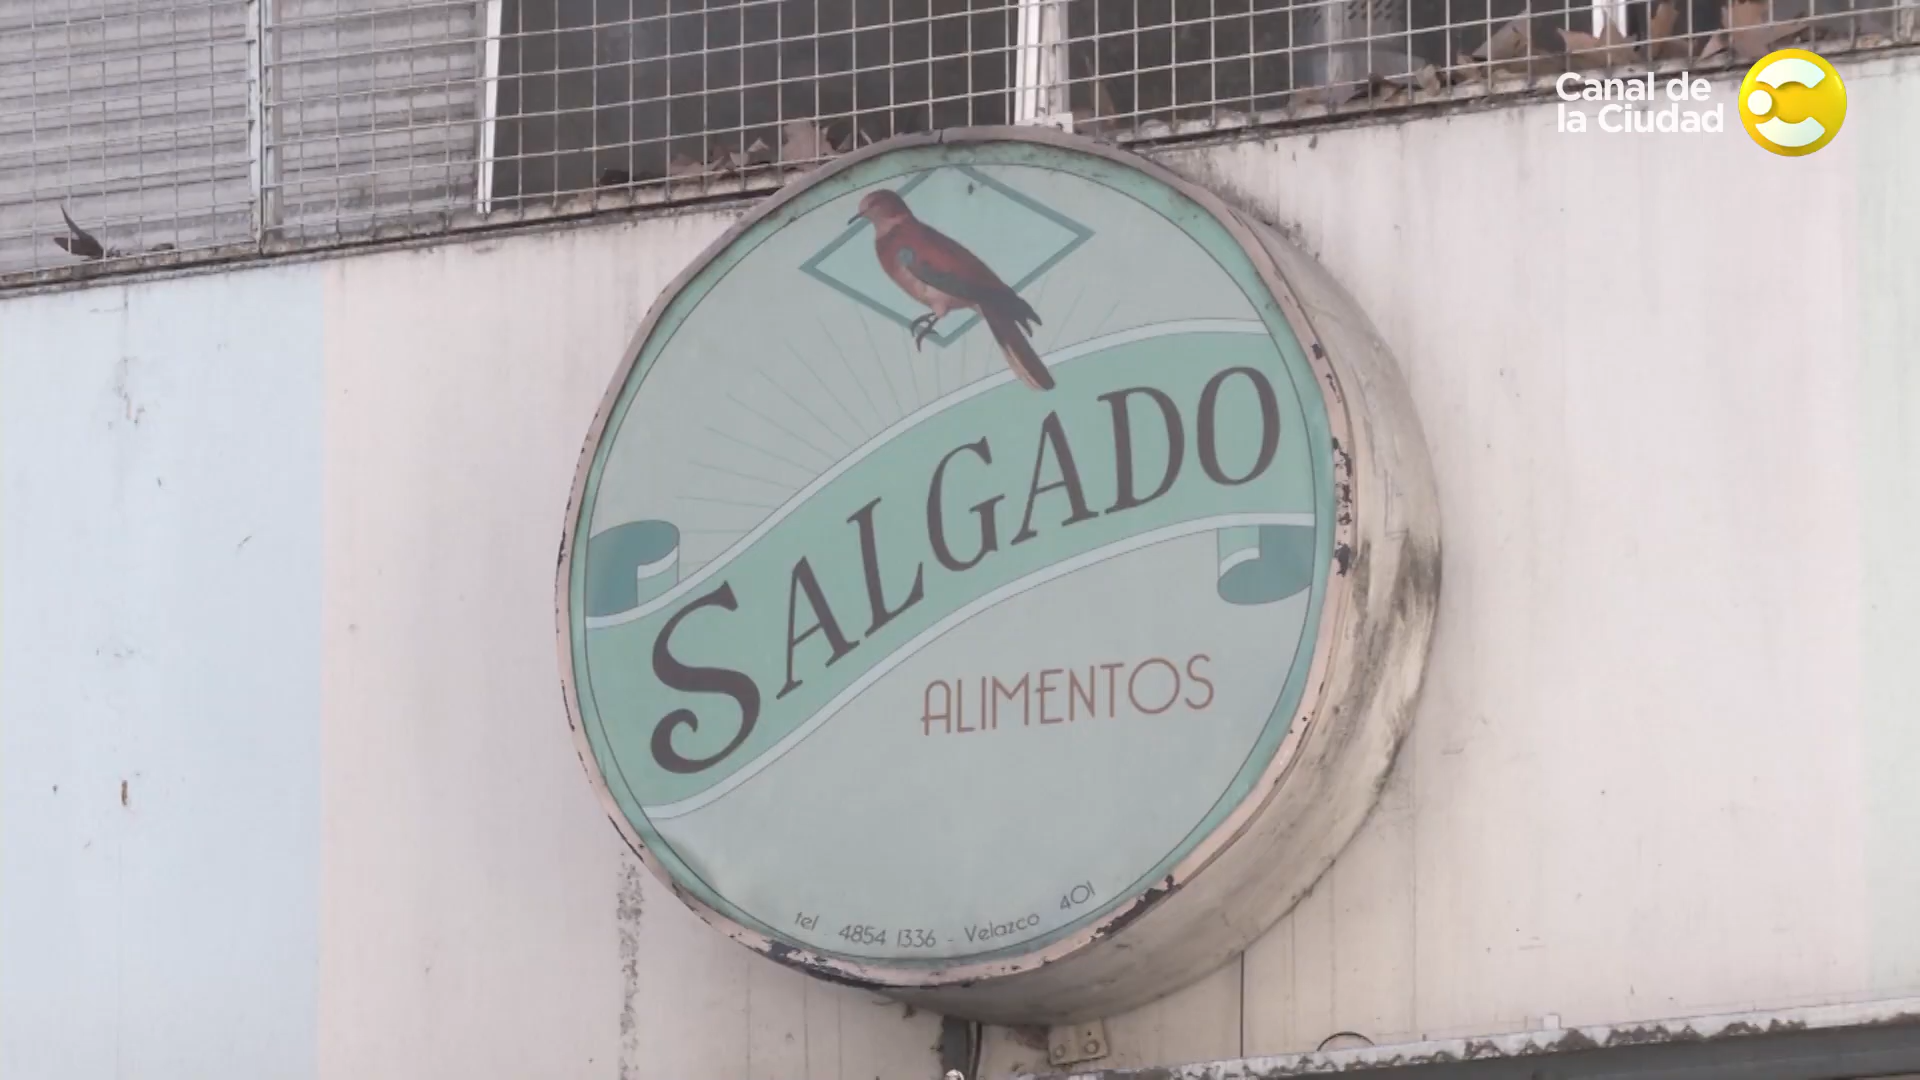 Canal de
la Ciudad
SALGADO
ALIMENTOS
tel 4854 1336 - Velazco 401